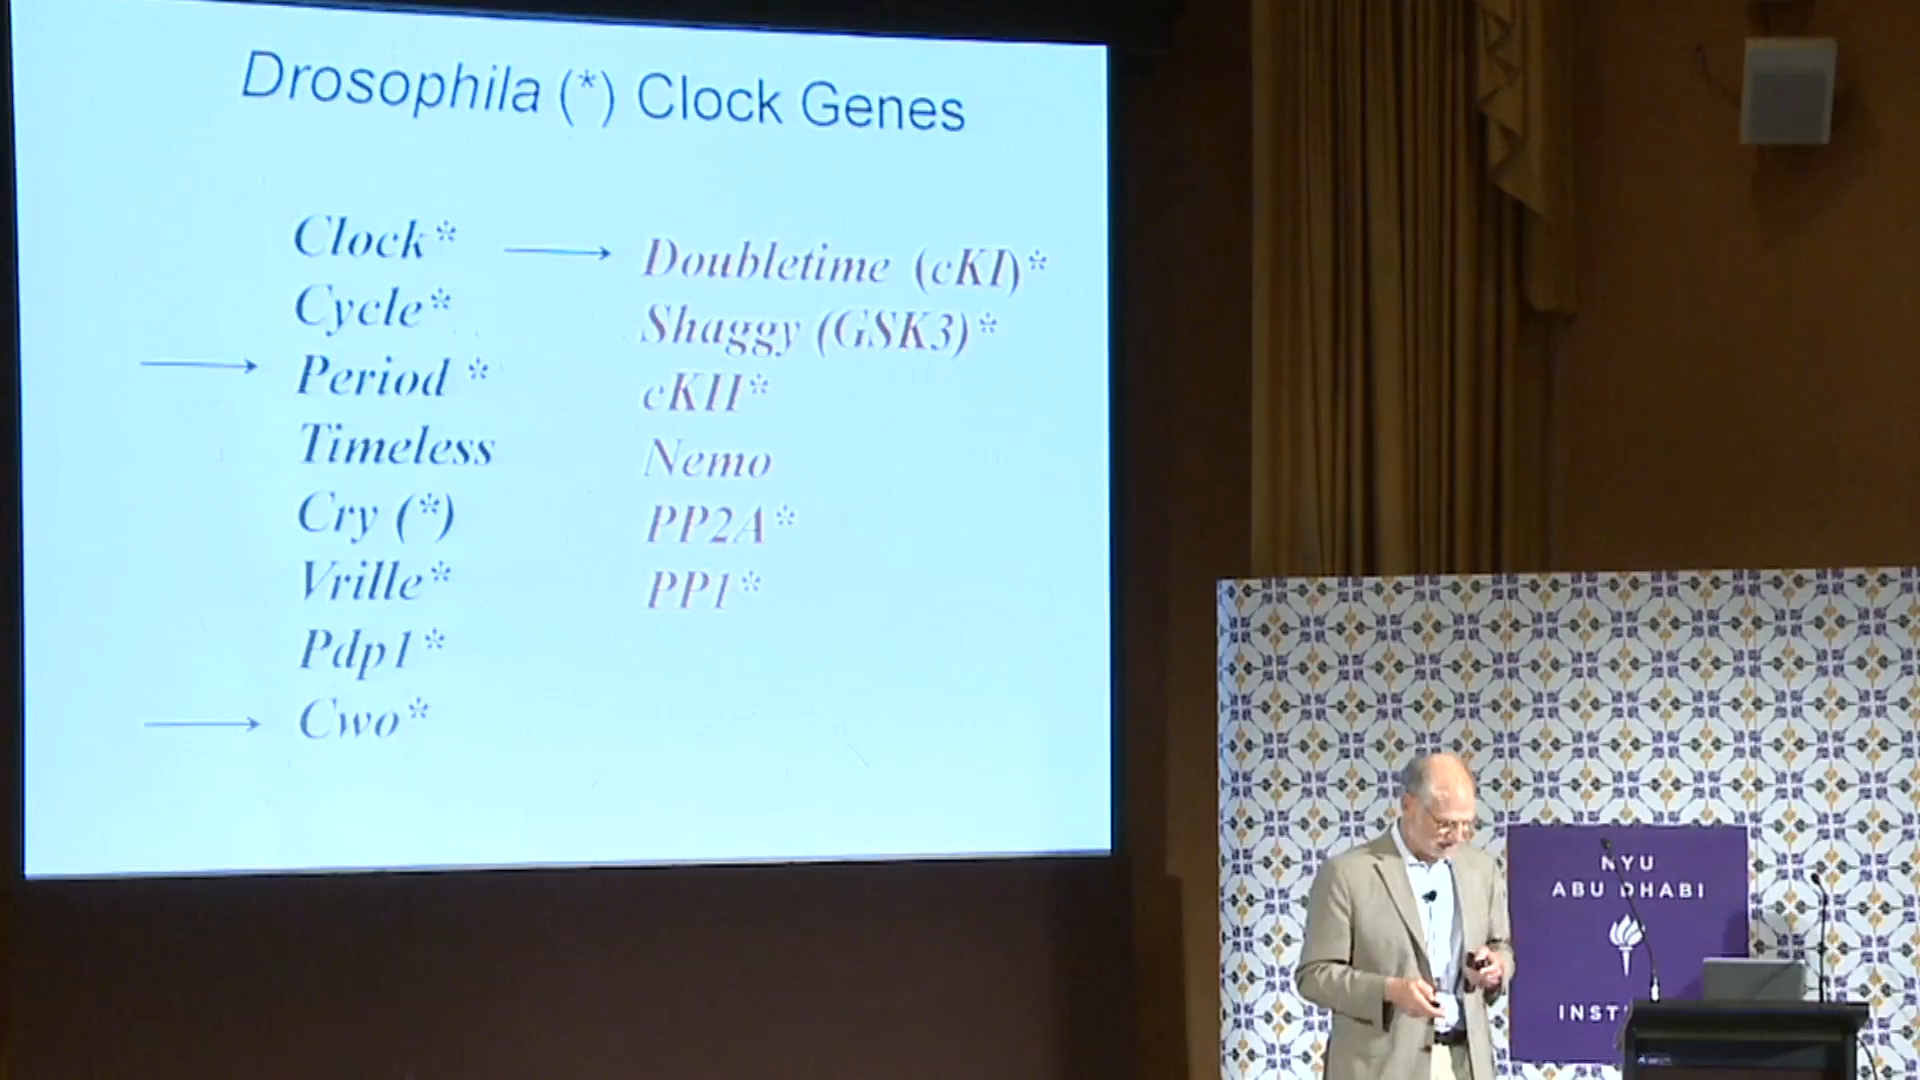 Drosophila (*) Clock Genes
Clock*
Cycle*
Period *
Timeless
Cry (*)
Vrille*
Pdp1*
Cwo*
Doubletime (cKI)*
Shaggy (GSK3)*
cKII*
Nemo
PP2A*
PP1*
NYU
ABU DHABI